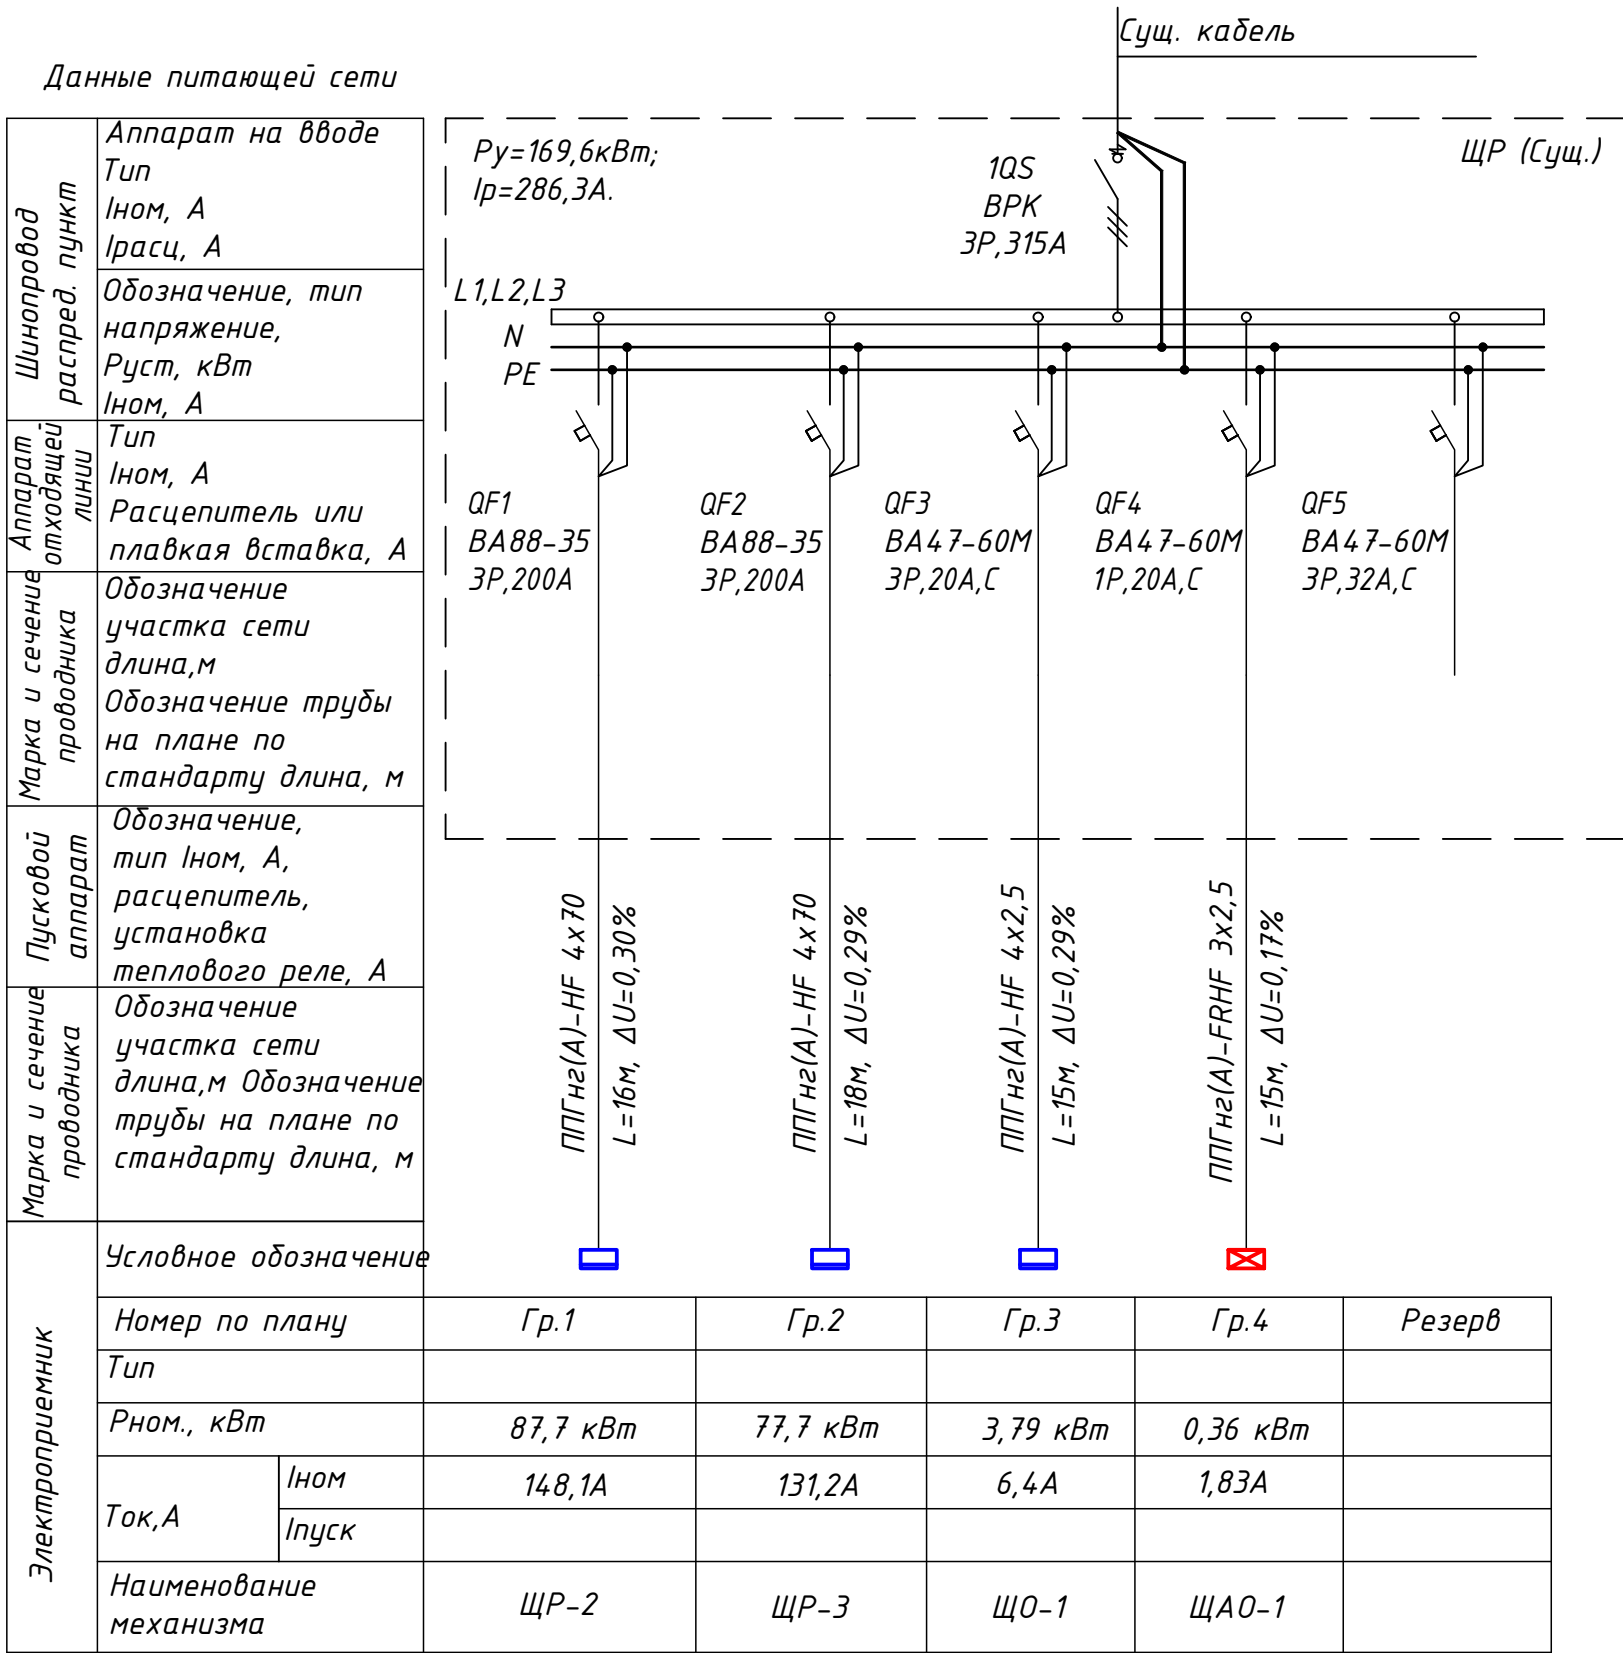 Сущ. кабель
Данные питающей сети
Шинопровод
распред. пункт
Аппарат на вводе
Тип
Iном, А
Iрасц, А
Обозначение, тип
напряжение,
Руст, кВт
Iном, А
Аппарат
отходящей
линии
Тип
Iном, А
Расцепитель или
плавкая вставка, А
Марка и сечение
проводника
Обозначение
участка сети
длина,м
Обозначение трубы
на плане по
стандарту длина, м
Пусковой
аппарат
Обозначение,
тип Iном, А,
расцепитель,
установка
теплового реле, А
Марка и сечение
проводника
Обозначение
участка сети
длина,м Обозначение
трубы на плане по
стандарту длина, м
Ру=169,6кВт;
Iр=286,3А.
1QS
ВРК
3Р,315А
ЩР (Сущ.)
L1,L2,L3
N
PE
QF1
ВА88-35
3Р,200А
QF2
ВА88-35
3Р,200А
QF3
ВА47-60М
3Р,20А,С
QF4
ВА47-60М
1Р,20А,С
QF5
ВА47-60М
3Р,32А,С
ППГнг(А)-HF 4х70
L=16м, ΔU=0,30%
ППГнг(А)-HF 4х70
L=18м, ΔU=0,29%
ППГнг(А)-HF 4х2,5
L=15м, ΔU=0,29%
ППГнг(А)-FRHF 3х2,5
L=15м, ΔU=0,17%
Электроприемник
Условное обозначение
Номер по плану Гр.1 Гр.2 Гр.3 Гр.4 Резерв
Тип
Рном., кВт 87,7 кВт 77,7 кВт 3,79 кВт 0,36 кВт
Ток,А
Iном 148,1А 131,2А 6,4А 1,83А
Iпуск
Наименование
механизма
ЩР-2 ЩР-3 ЩО-1 ЩАО-1